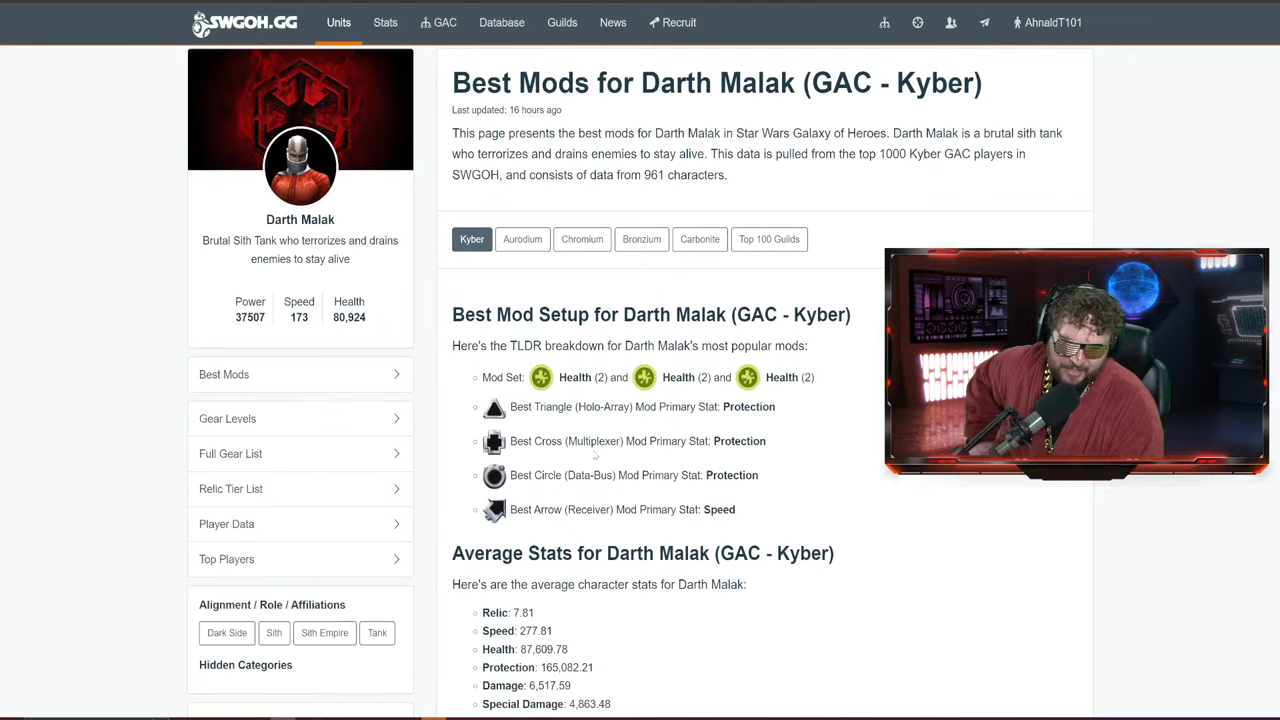 SWGOH.GG
Units
Stats
GAC
Database
Guilds
News
Recruit
AhnaldT101
Darth Malak
Brutal Sith Tank who terrorizes and drains
enemies to stay alive
Power Speed Health
37507 173 80,924
Best Mods
Gear Levels
Full Gear List
Relic Tier List
Player Data
Top Players
Alignment / Role / Affiliations
Dark Side Sith Sith Empire Tank
Hidden Categories
Best Mods for Darth Malak (GAC - Kyber)
Last updated: 16 hours ago
This page presents the best mods for Darth Malak in Star Wars Galaxy of Heroes. Darth Malak is a brutal sith tank
who terrorizes and drains enemies to stay alive. This data is pulled from the top 1000 Kyber GAC players in
SWGOH, and consists of data from 961 characters.
Kyber Aurodium Chromium Bronzium Carbonite Top 100 Guilds
Best Mod Setup for Darth Malak (GAC - Kyber)
Here's the TLDR breakdown for Darth Malak's most popular mods:
Mod Set: Health (2) and Health (2) and Health (2)
Best Triangle (Holo-Array) Mod Primary Stat: Protection
Best Cross (Multiplexer) Mod Primary Stat: Protection
Best Circle (Data-Bus) Mod Primary Stat: Protection
Best Arrow (Receiver) Mod Primary Stat: Speed
Average Stats for Darth Malak (GAC - Kyber)
Here's are the average character stats for Darth Malak:
Relic: 7.81
Speed: 277.81
Health: 87,609.78
Protection: 165,082.21
Damage: 6,517.59
Special Damage: 4,863.48